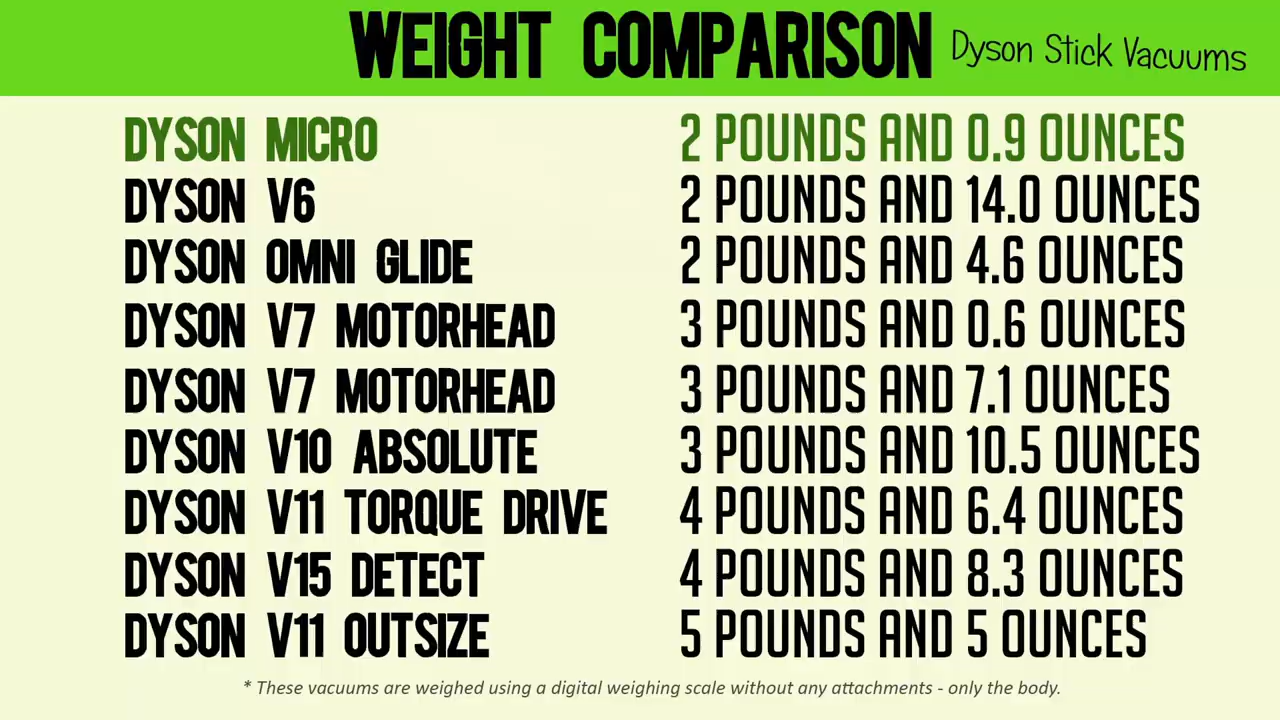 WEIGHT COMPARISON Dyson Stick Vacuums
DYSON MICRO 2 POUNDS AND 0.9 OUNCES
DYSON V6 2 POUNDS AND 14.0 OUNCES
DYSON OMNI GLIDE 2 POUNDS AND 4.6 OUNCES
DYSON V7 MOTORHEAD 3 POUNDS AND 0.6 OUNCES
DYSON V7 MOTORHEAD 3 POUNDS AND 7.1 OUNCES
DYSON V10 ABSOLUTE 3 POUNDS AND 10.5 OUNCES
DYSON V11 TORQUE DRIVE 4 POUNDS AND 6.4 OUNCES
DYSON V15 DETECT 4 POUNDS AND 8.3 OUNCES
DYSON V11 OUTSIZE 5 POUNDS AND 5 OUNCES
* These vacuums are weighed using a digital weighing scale without any attachments - only the body.